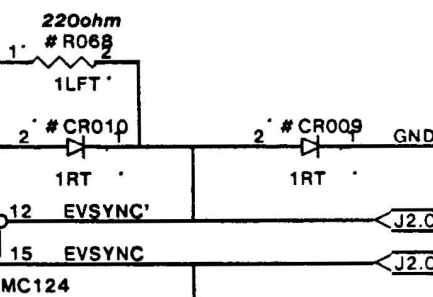 220ohm
1 # R068 2
1LFT
2 # CR010 1
2 # CR009 1
GND
1RT
1RT
12 EVSYNC'
J2.0
15 EVSYNC
J2.0
MC124